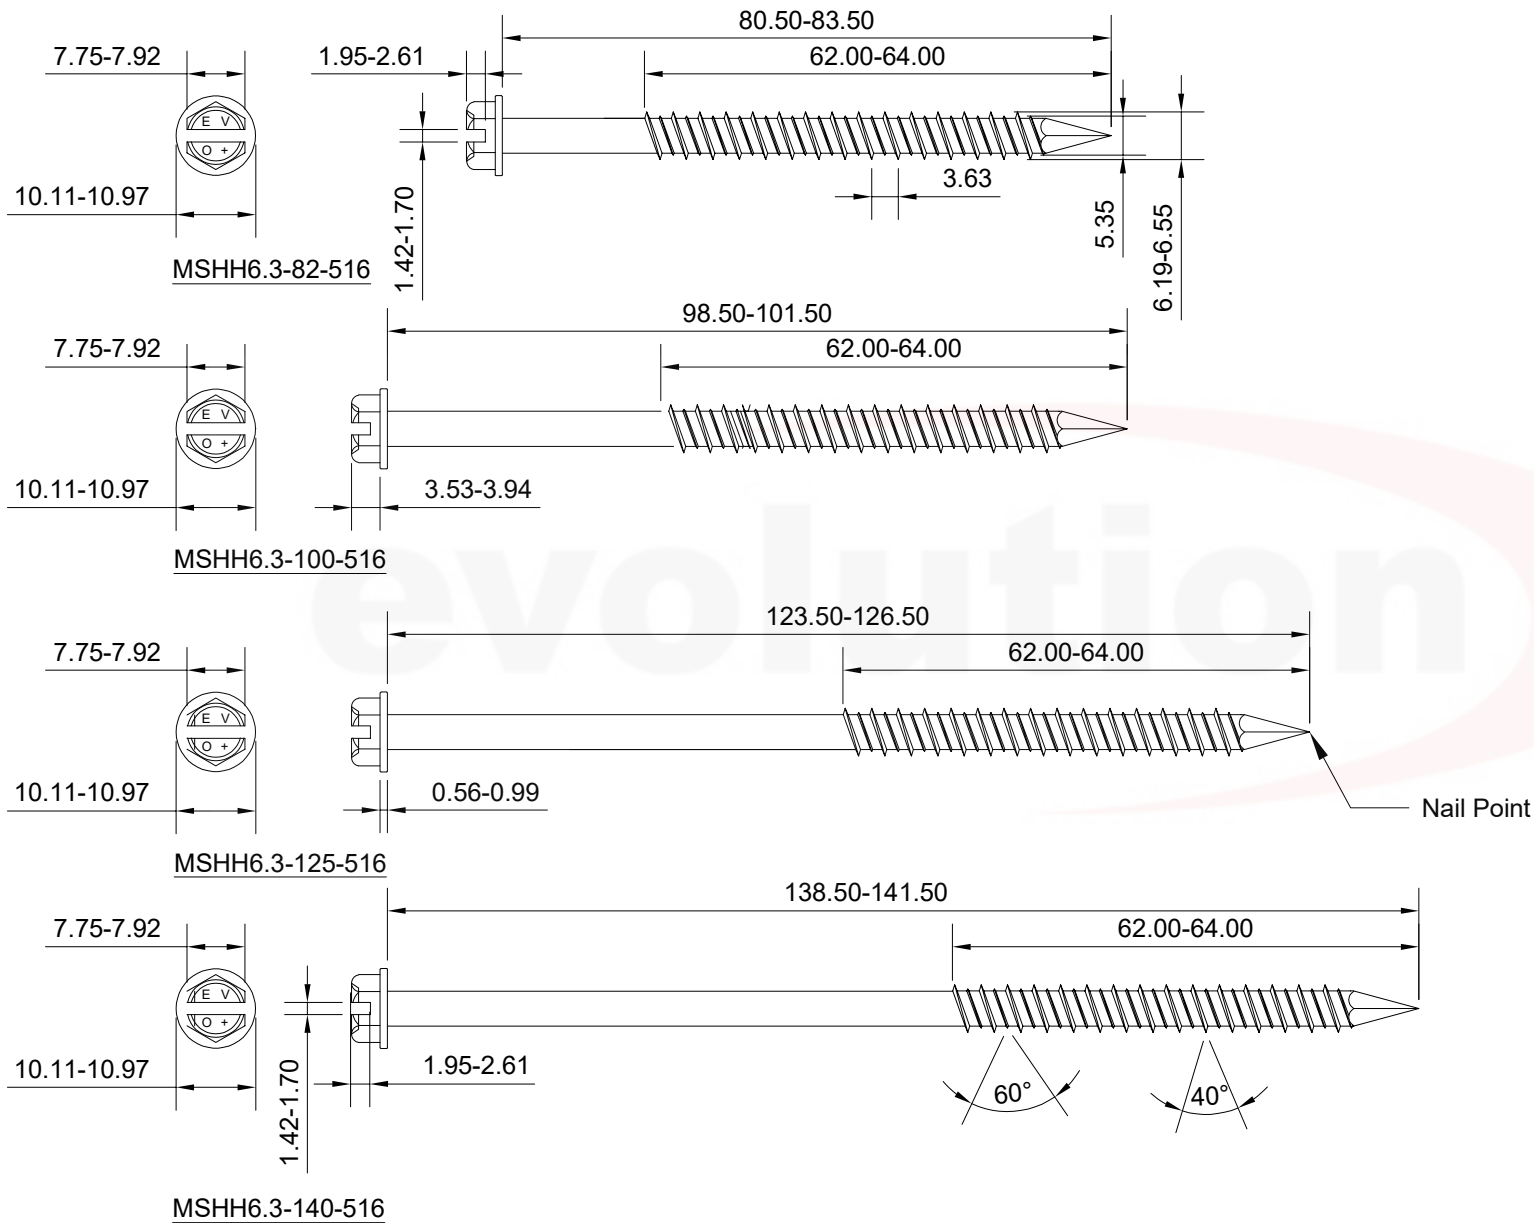 80.50-83.50
7.75-7.92
1.95-2.61
62.00-64.00
E V
O +
10.11-10.97
1.42-1.70
3.63
5.35
6.19-6.55
MSHH6.3-82-516
98.50-101.50
7.75-7.92
62.00-64.00
E V
O +
10.11-10.97
3.53-3.94
MSHH6.3-100-516
evolution
123.50-126.50
7.75-7.92
62.00-64.00
E V
O +
10.11-10.97
0.56-0.99
Nail Point
MSHH6.3-125-516
138.50-141.50
7.75-7.92
62.00-64.00
E V
O +
10.11-10.97
1.42-1.70
1.95-2.61
60°
40°
MSHH6.3-140-516